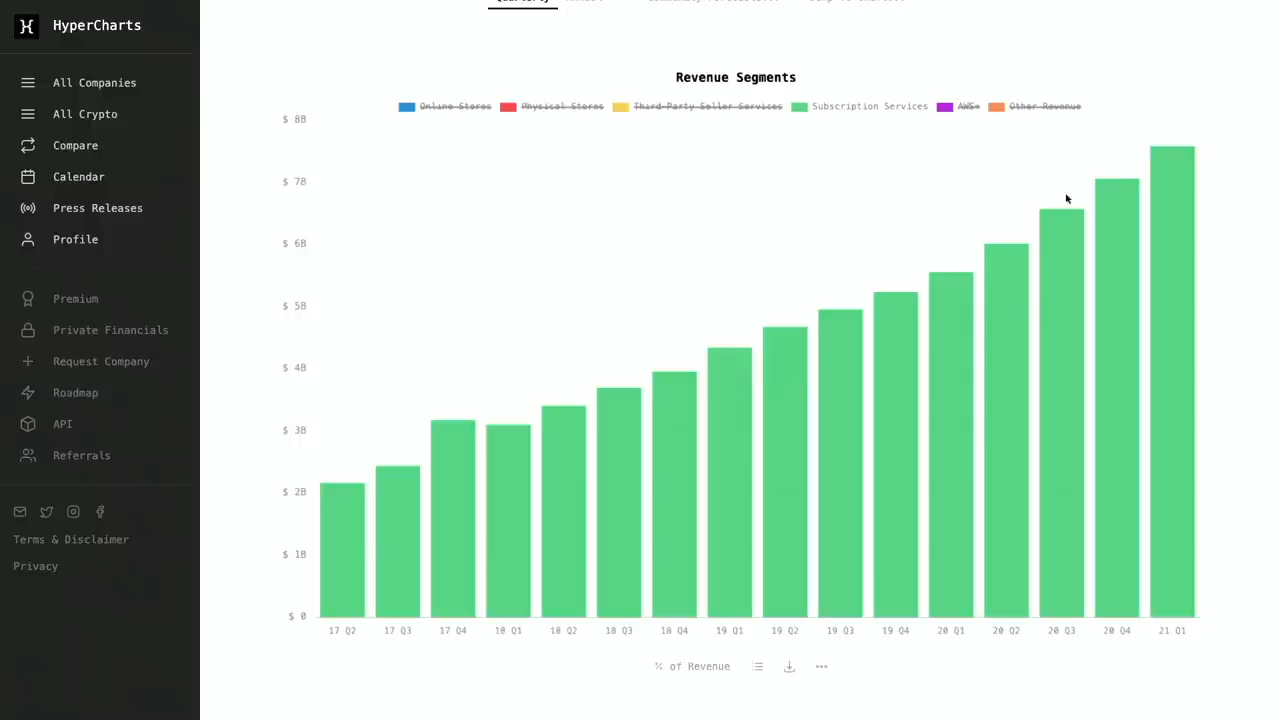 HyperCharts
All Companies
All Crypto
Compare
Calendar
Press Releases
Profile
Premium
Private Financials
Request Company
Roadmap
API
Referrals
Terms & Disclaimer
Privacy
Quarterly
Revenue Segments
Online Stores Physical Stores Third-Party Seller Services Subscription Services AWS Other Revenue
$ 8B
$ 7B
$ 6B
$ 5B
$ 4B
$ 3B
$ 2B
$ 1B
$ 0
17 Q2 17 Q3 17 Q4 18 Q1 18 Q2 18 Q3 18 Q4 19 Q1 19 Q2 19 Q3 19 Q4 20 Q1 20 Q2 20 Q3 20 Q4 21 Q1
% of Revenue